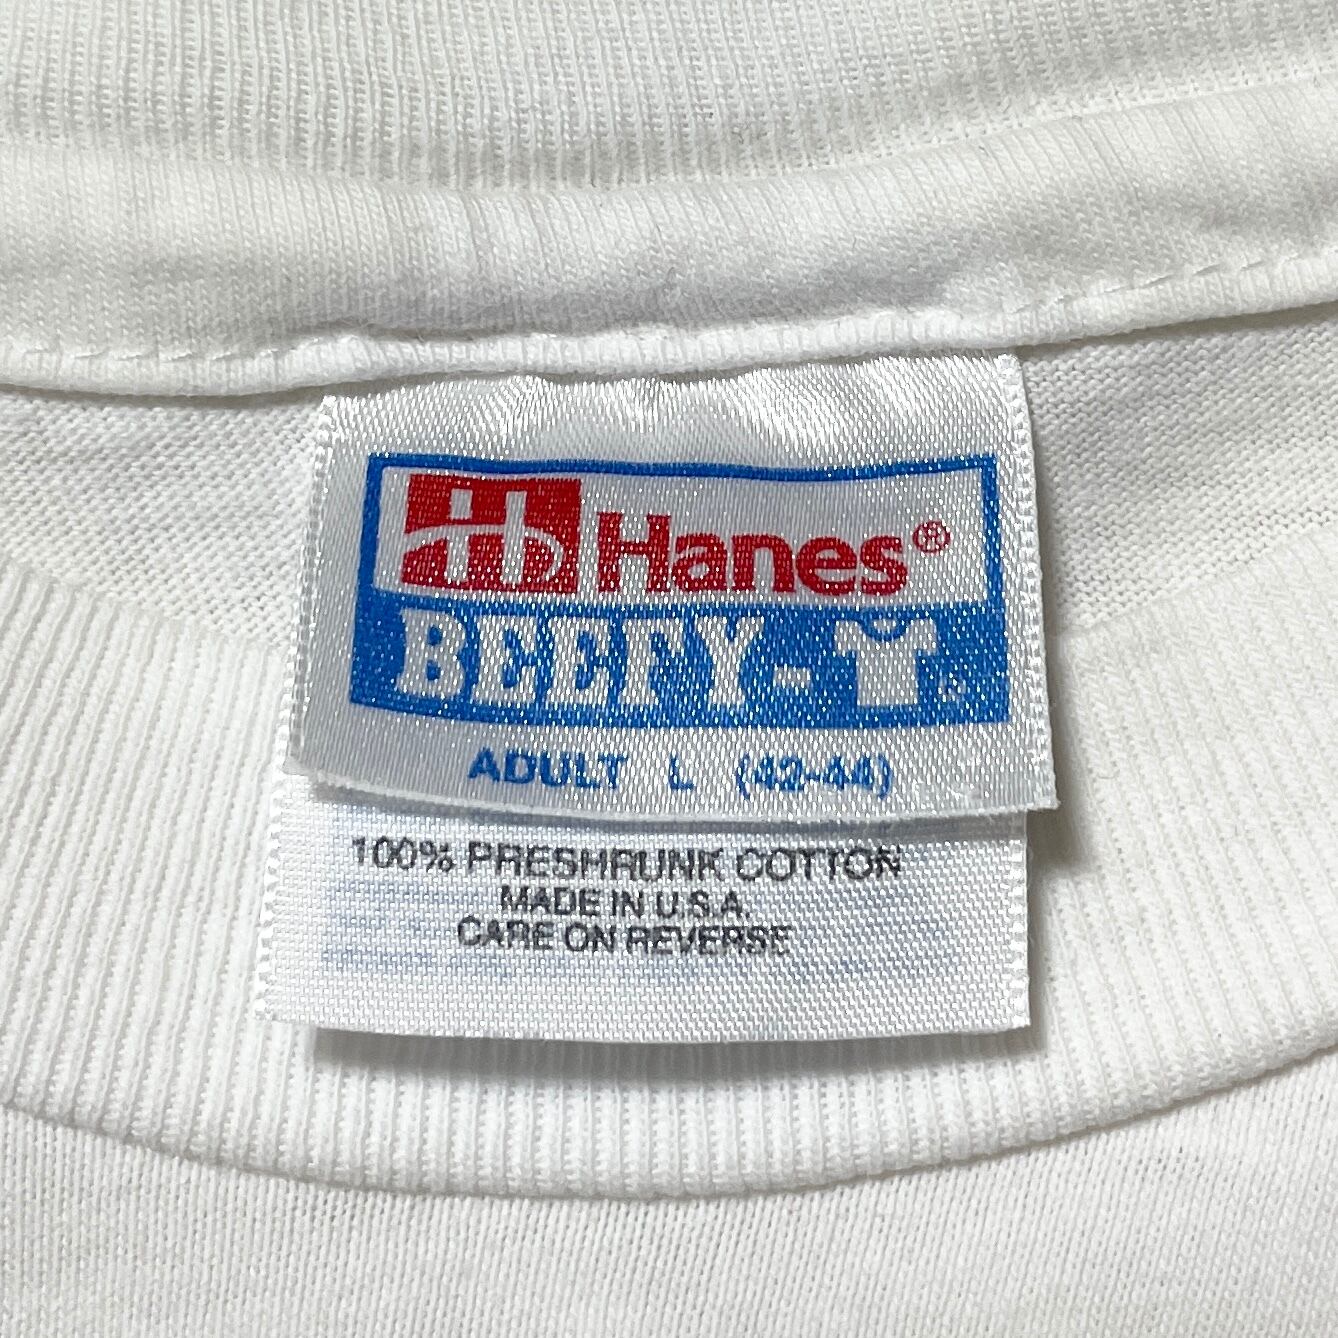 Hanes®
BEEFY-T
ADULT L (42-44)
100% PRESHRUNK COTTON
MADE IN U.S.A.
CARE ON REVERSE